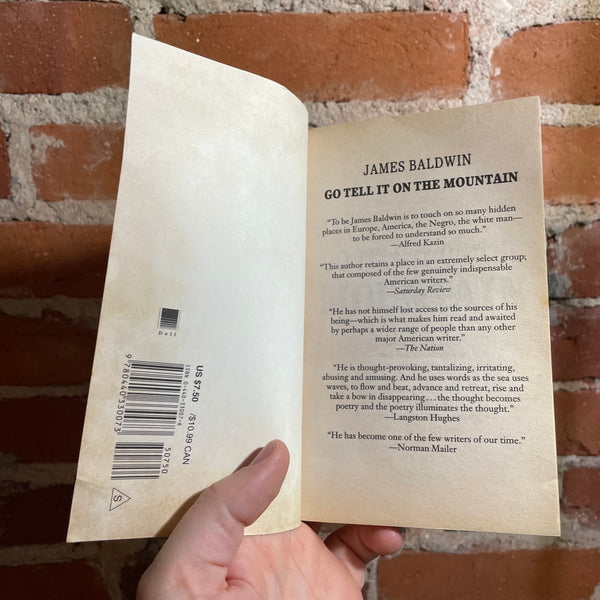 Dell
US $7.50 /$10.99 CAN
ISBN 0-440-33007-6
9780440330073
50750
S
JAMES BALDWIN
GO TELL IT ON THE MOUNTAIN
“To be James Baldwin is to touch on so many hidden
places in Europe, America, the Negro, the white man—
to be forced to understand so much.”
—Alfred Kazin
“This author retains a place in an extremely select group;
that composed of the few genuinely indispensable
American writers.”
—Saturday Review
“He has not himself lost access to the sources of his
being—which is what makes him read and awaited
by perhaps a wider range of people than any other
major American writer.”
—The Nation
“He is thought-provoking, tantalizing, irritating,
abusing and amusing. And he uses words as the sea uses
waves, to flow and beat, advance and retreat, rise and
take a bow in disappearing . . . the thought becomes
poetry and the poetry illuminates the thought.”
—Langston Hughes
“He has become one of the few writers of our time.”
—Norman Mailer